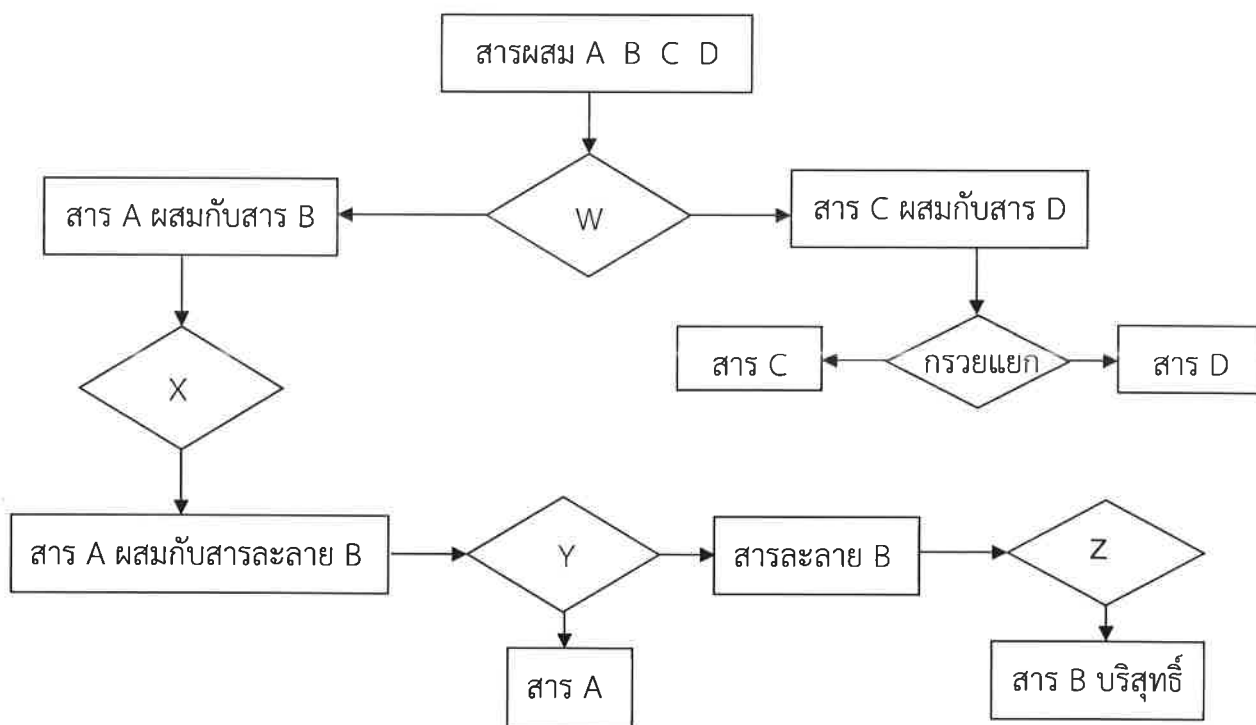 สารผสม A B C D
สาร A ผสมกับสาร B
W
สาร C ผสมกับสาร D
X
สาร C
กรวยแยก
สาร D
สาร A ผสมกับสารละลาย B
Y
สารละลาย B
Z
สาร A
สาร B บริสุทธิ์